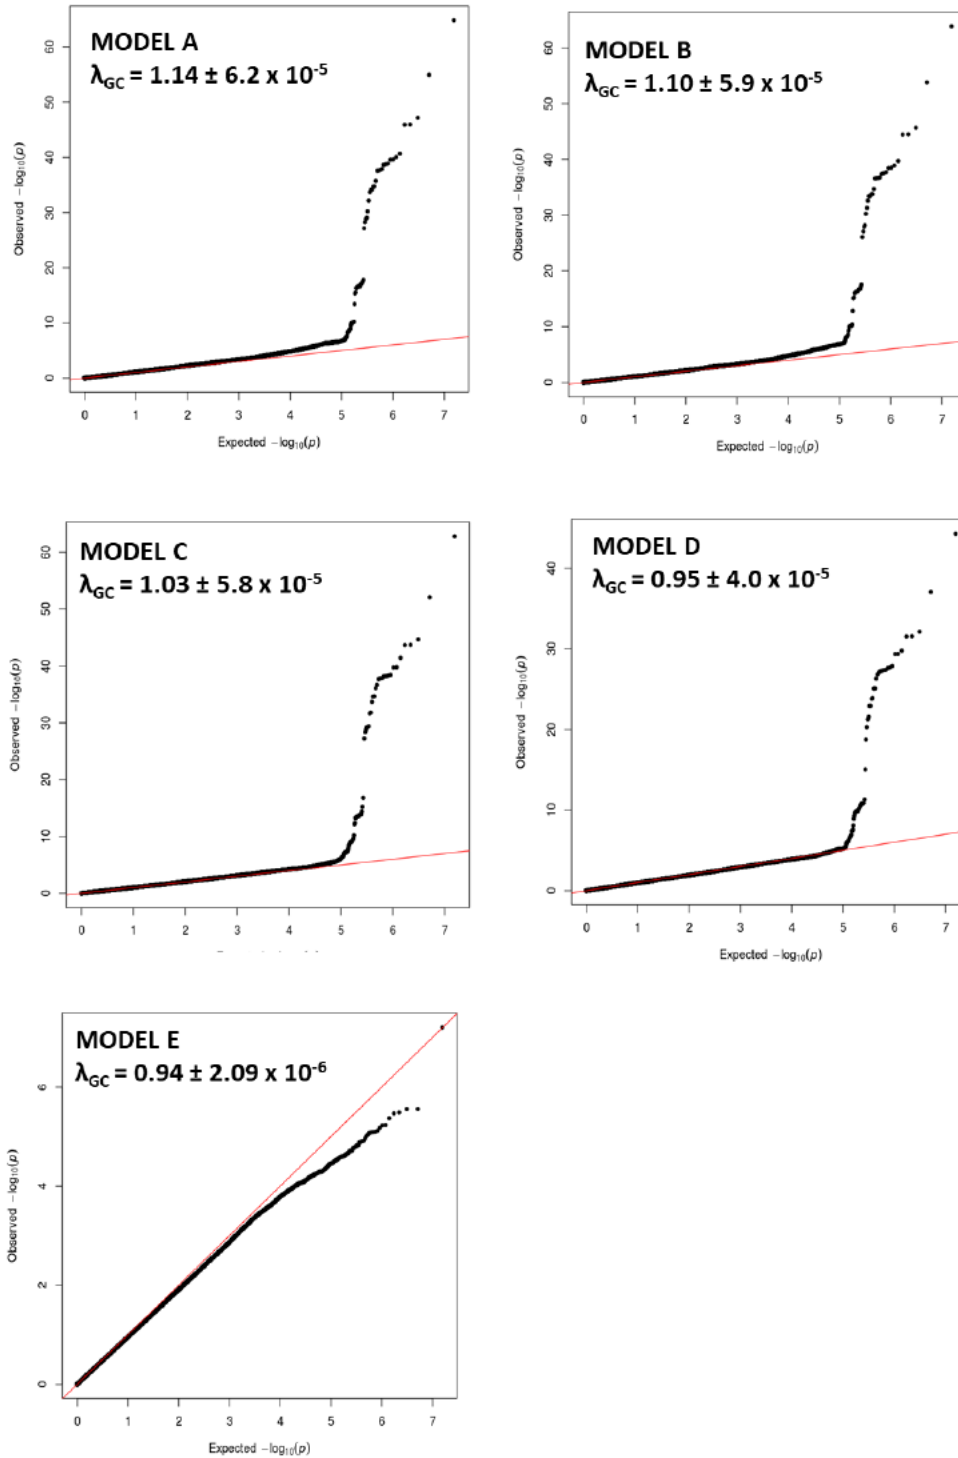 MODEL A
λGC = 1.14 ± 6.2 x 10-5
Observed −log10(p)
0 10 20 30 40 50 60
0 1 2 3 4 5 6 7
Expected −log10(p)
MODEL B
λGC = 1.10 ± 5.9 x 10-5
Observed −log10(p)
0 10 20 30 40 50 60
0 1 2 3 4 5 6 7
Expected −log10(p)
MODEL C
λGC = 1.03 ± 5.8 x 10-5
Observed −log10(p)
0 10 20 30 40 50 60
0 1 2 3 4 5 6 7
MODEL D
λGC = 0.95 ± 4.0 x 10-5
Observed −log10(p)
0 10 20 30 40
0 1 2 3 4 5 6 7
Expected −log10(p)
MODEL E
λGC = 0.94 ± 2.09 x 10-6
Observed −log10(p)
0 2 4 6
0 1 2 3 4 5 6 7
Expected −log10(p)